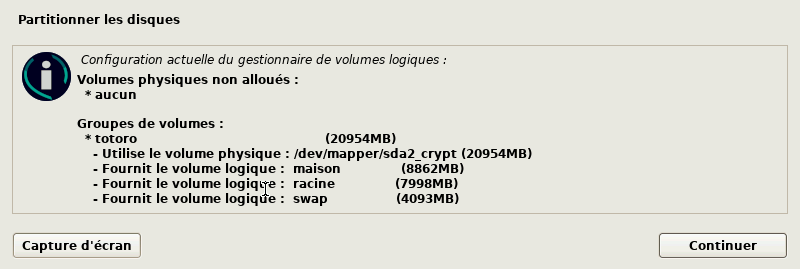 Partitionner les disques
Configuration actuelle du gestionnaire de volumes logiques :
Volumes physiques non alloués :
* aucun
Groupes de volumes :
* totoro (20954MB)
- Utilise le volume physique : /dev/mapper/sda2_crypt (20954MB)
- Fournit le volume logique : maison (8862MB)
- Fournit le volume logique : racine (7998MB)
- Fournit le volume logique : swap (4093MB)
Capture d'écran
Continuer